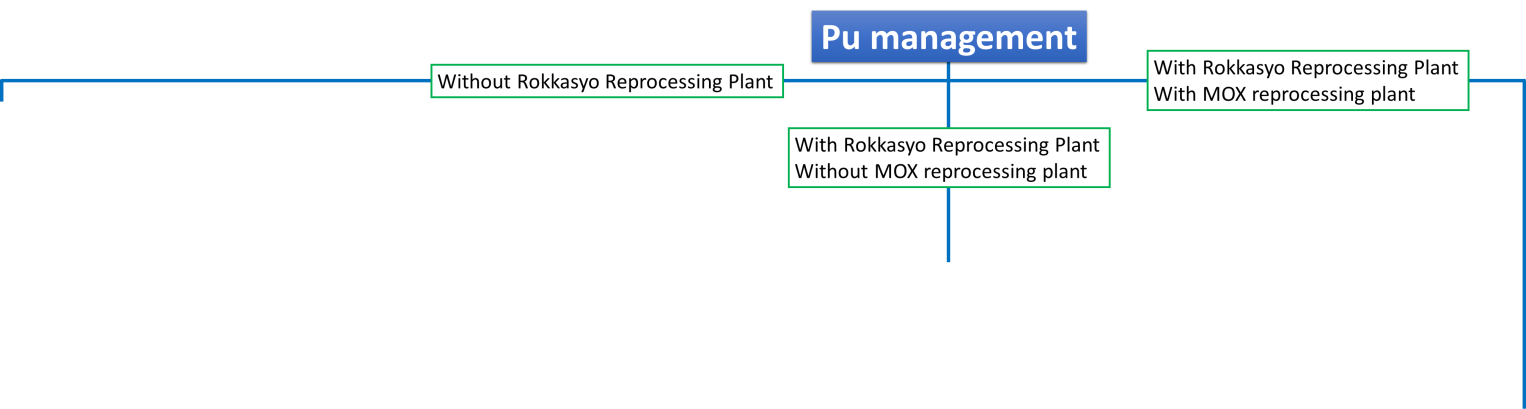 Pu management
Without Rokkasyo Reprocessing Plant
With Rokkasyo Reprocessing Plant
With MOX reprocessing plant
With Rokkasyo Reprocessing Plant
Without MOX reprocessing plant